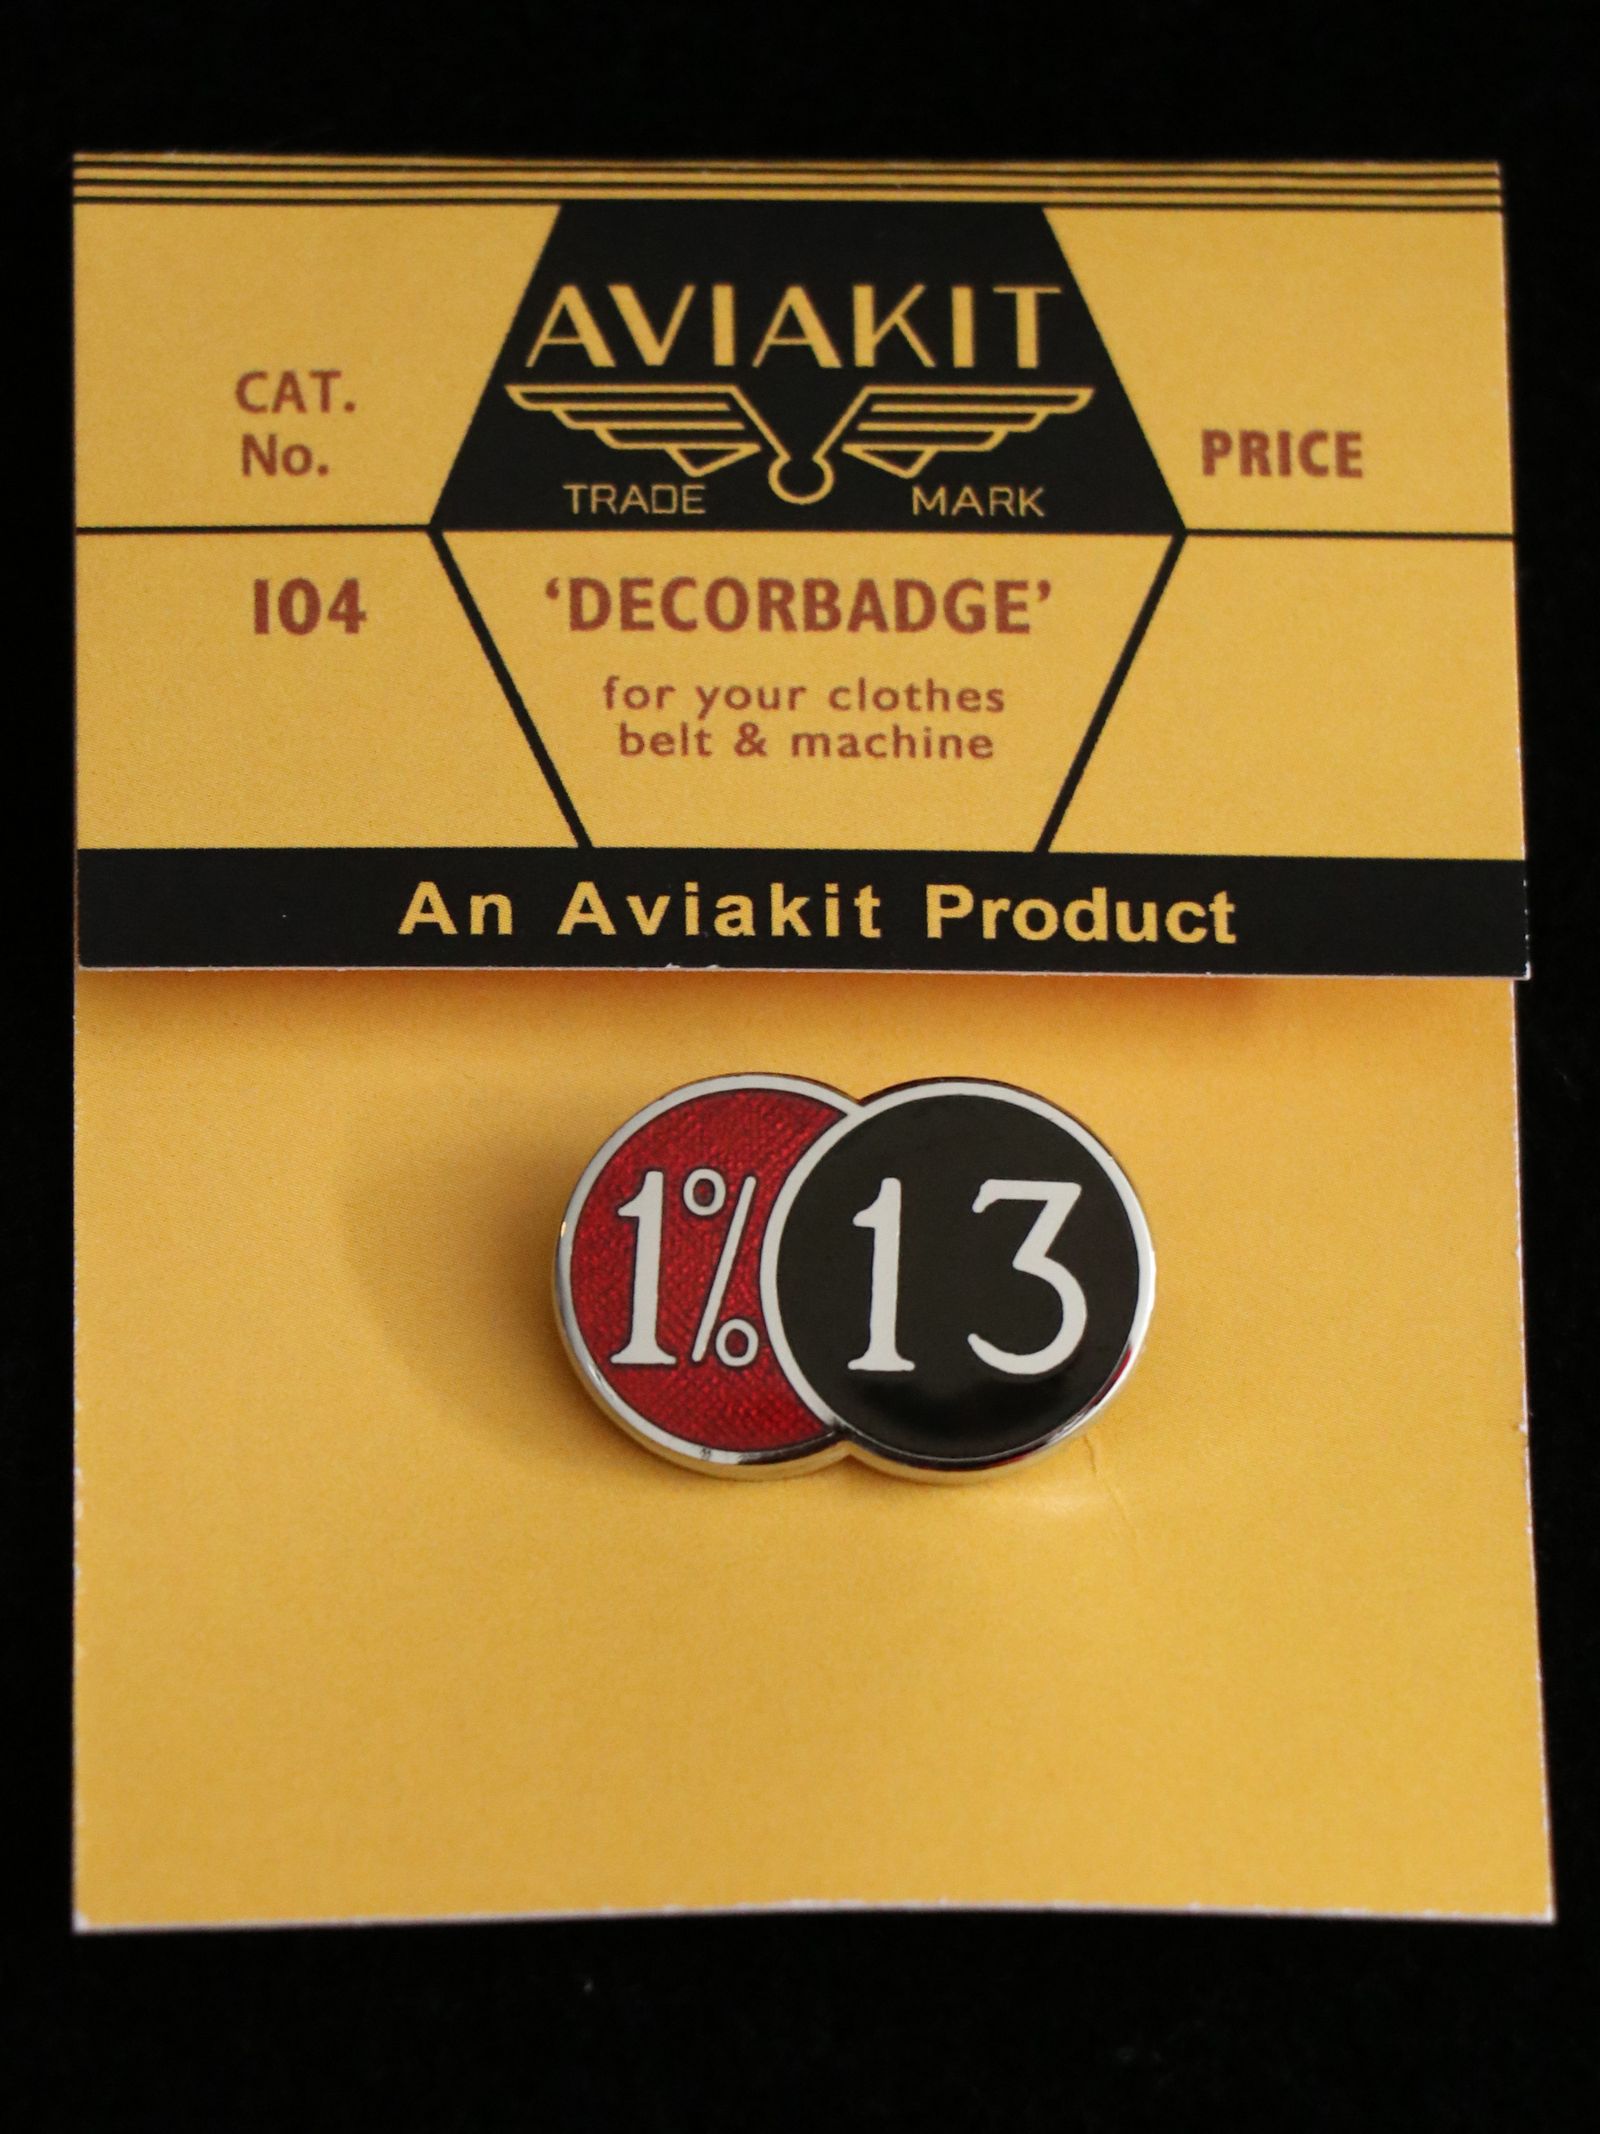 AVIAKIT
TRADE MARK
CAT.
No.
PRICE
104
'DECORBADGE'
for your clothes
belt & machine
An Aviakit Product
1% 13